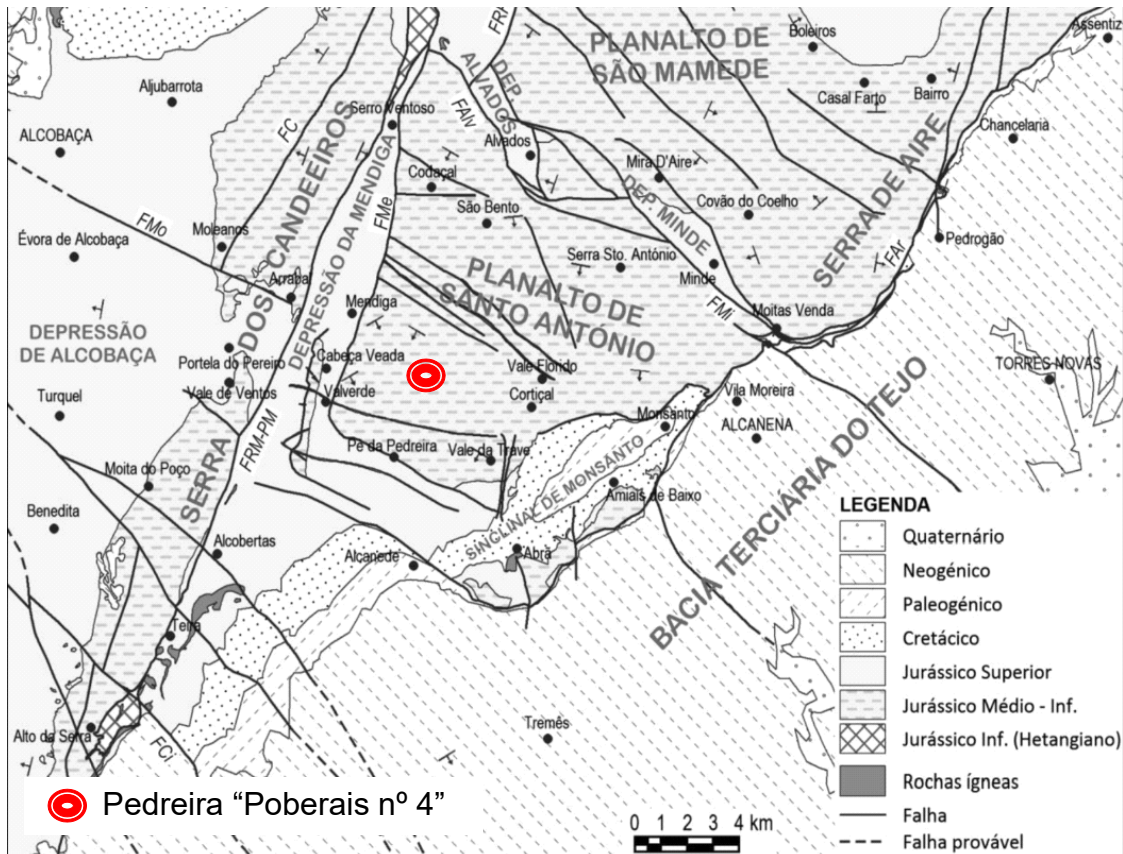 Assentiz
Boleiros
PLANALTO DE
SÃO MAMEDE
FRi
DEP
ALVADOS
FAlv
Aljubarrota
Casal Farto
Bairro
Serro Ventoso
FC
Chancelaria
ALCOBAÇA
Alvados
Mira D'Aire
Codaçal
DEP. MINDE
SERRA DE AIRE
FMe
São Bento
Covão do Coelho
FMo
Moleanos
DOS CANDEEIROS
DEPRESSÃO DA MENDIGA
Évora de Alcobaça
Pedrogão
FAr
Serra Sto. António
Minde
Arrabal
PLANALTO DE
SANTO ANTÓNIO
FMi
Mendiga
Moitas Venda
DEPRESSÃO
DE ALCOBAÇA
Cabeça Veada
Portela do Pereiro
Vale Florido
TORRES NOVAS
Vale de Ventos
Turquel
Valverde
Cortiçal
Vila Moreira
Monsanto
ALCANENA
FRM-PM
SERRA
Pé da Pedreira
Vale da Trave
Moita do Poço
SINCLINAL DE MONSANTO
Amiais de Baixo
BACIA TERCIÁRIA DO TEJO
Benedita
Alcobertas
Alcanede
Abrã
Teira
Alto da Serra
FCi
Tremês
LEGENDA
Quaternário
Neogénico
Paleogénico
Cretácico
Jurássico Superior
Jurássico Médio - Inf.
Jurássico Inf. (Hetangiano)
Rochas ígneas
Falha
Falha provável
Pedreira “Poberais nº 4”
0 1 2 3 4 km